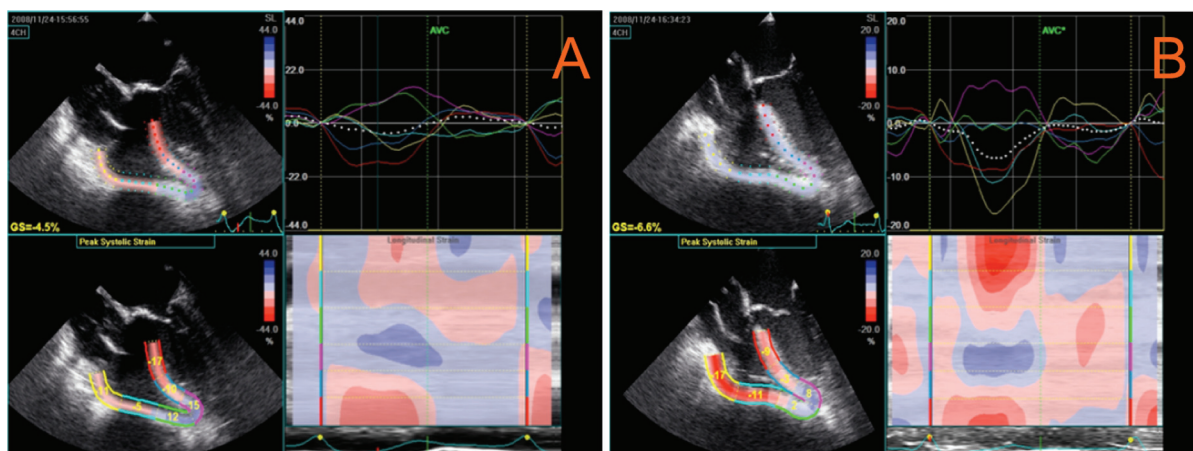 2008/11/24-15:56:55
SL
4CH
44.0
-44.0
%
GS=-4.5%
44.0
22.0
0.0
-22.0
-44.0
AVC
A
Peak Systolic Strain
44.0
-44.0
%
-17
-10
15
12
-5
Longitudinal Strain
2008/11/24-16:34:23
SL
4CH
20.0
-20.0
%
GS=-6.6%
20.0
10.0
0.0
-10.0
-20.0
AVC*
B
Peak Systolic Strain
20.0
-20.0
%
-17
-11
-9
8
Longitudinal Strain